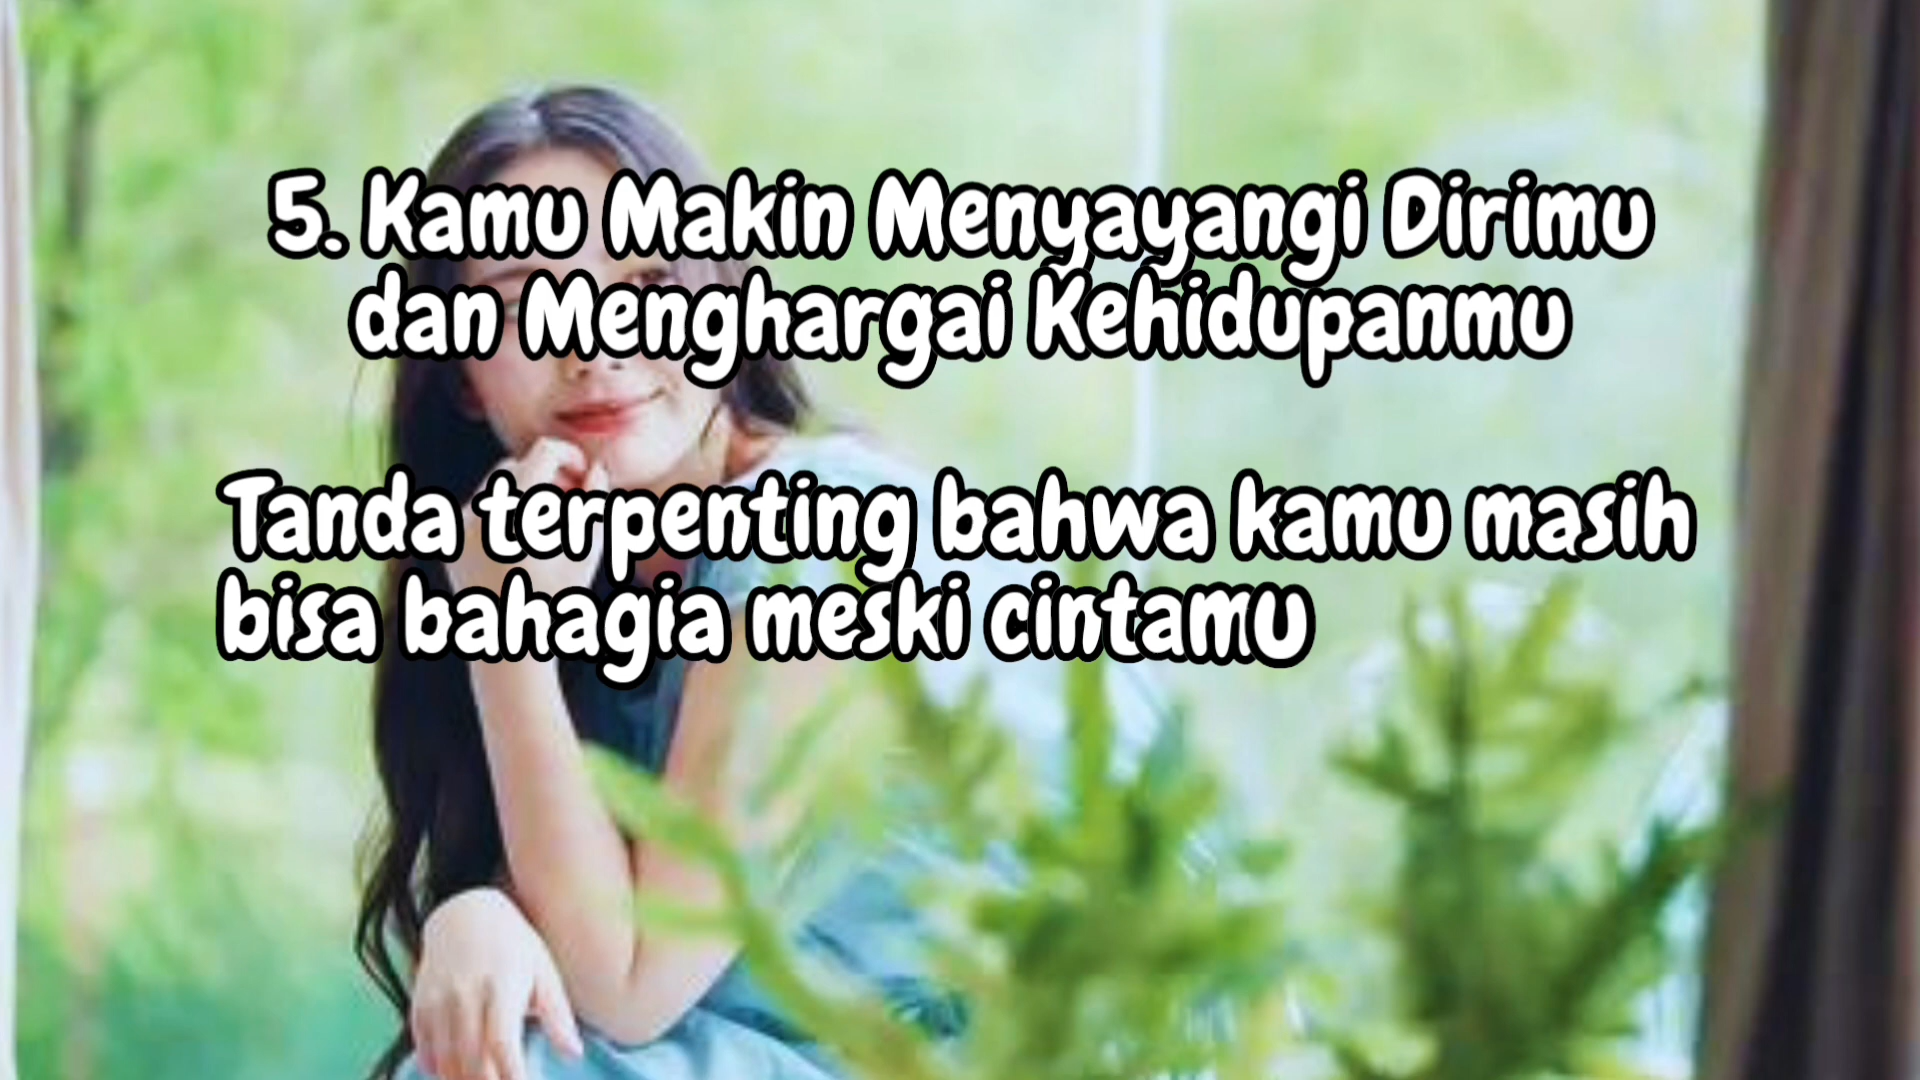 5. Kamu Makin Menyayangi Dirimu
dan Menghargai Kehidupanmu
Tanda terpenting bahwa kamu masih
bisa bahagia meski cintamu